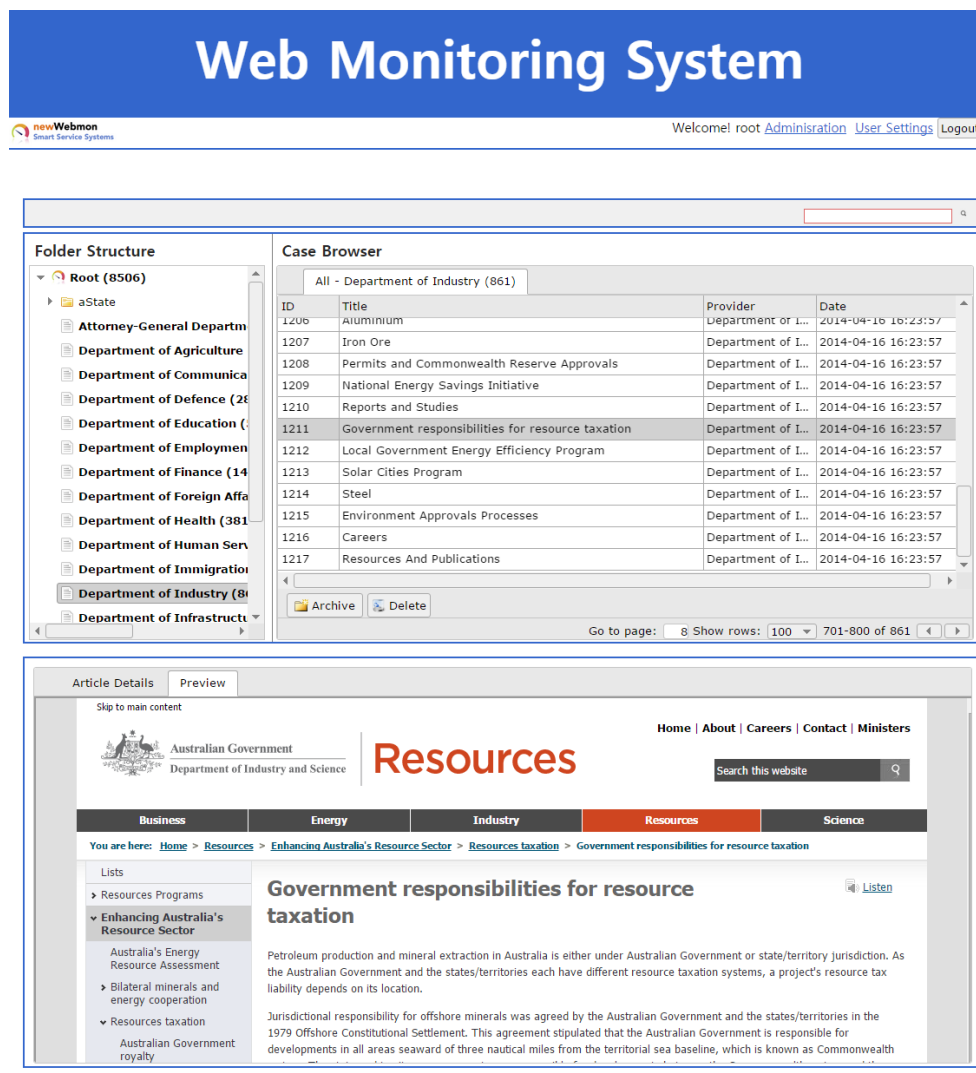 Web Monitoring System
newWebmon
Smart Service Systems
Welcome! root Adminisration User Settings Logout
Folder Structure
Root (8506)
aState
Attorney-General Departm
Department of Agriculture
Department of Communica
Department of Defence (28
Department of Education (
Department of Employmen
Department of Finance (14
Department of Foreign Affa
Department of Health (381
Department of Human Serv
Department of Immigration
Department of Industry (86
Department of Infrastructu
Case Browser
All - Department of Industry (861)
ID Title Provider Date
1206 Aluminium Department of I... 2014-04-16 16:23:57
1207 Iron Ore Department of I... 2014-04-16 16:23:57
1208 Permits and Commonwealth Reserve Approvals Department of I... 2014-04-16 16:23:57
1209 National Energy Savings Initiative Department of I... 2014-04-16 16:23:57
1210 Reports and Studies Department of I... 2014-04-16 16:23:57
1211 Government responsibilities for resource taxation Department of I... 2014-04-16 16:23:57
1212 Local Government Energy Efficiency Program Department of I... 2014-04-16 16:23:57
1213 Solar Cities Program Department of I... 2014-04-16 16:23:57
1214 Steel Department of I... 2014-04-16 16:23:57
1215 Environment Approvals Processes Department of I... 2014-04-16 16:23:57
1216 Careers Department of I... 2014-04-16 16:23:57
1217 Resources And Publications Department of I... 2014-04-16 16:23:57
Archive Delete
Go to page: 8 Show rows: 100 701-800 of 861
Article Details Preview
Skip to main content
Home | About | Careers | Contact | Ministers
Australian Government
Department of Industry and Science
Resources
Search this website
Business Energy Industry Resources Science
You are here: Home > Resources > Enhancing Australia's Resource Sector > Resources taxation > Government responsibilities for resource taxation
Lists
Resources Programs
Enhancing Australia's
Resource Sector
Australia's Energy
Resource Assessment
Bilateral minerals and
energy cooperation
Resources taxation
Australian Government
royalty
Government responsibilities for resource
taxation
Listen
Petroleum production and mineral extraction in Australia is either under Australian Government or state/territory jurisdiction. As
the Australian Government and the states/territories each have different resource taxation systems, a project's resource tax
liability depends on its location.
Jurisdictional responsibility for offshore minerals was agreed by the Australian Government and the states/territories in the
1979 Offshore Constitutional Settlement. This agreement stipulated that the Australian Government is responsible for
developments in all areas seaward of three nautical miles from the territorial sea baseline, which is known as Commonwealth